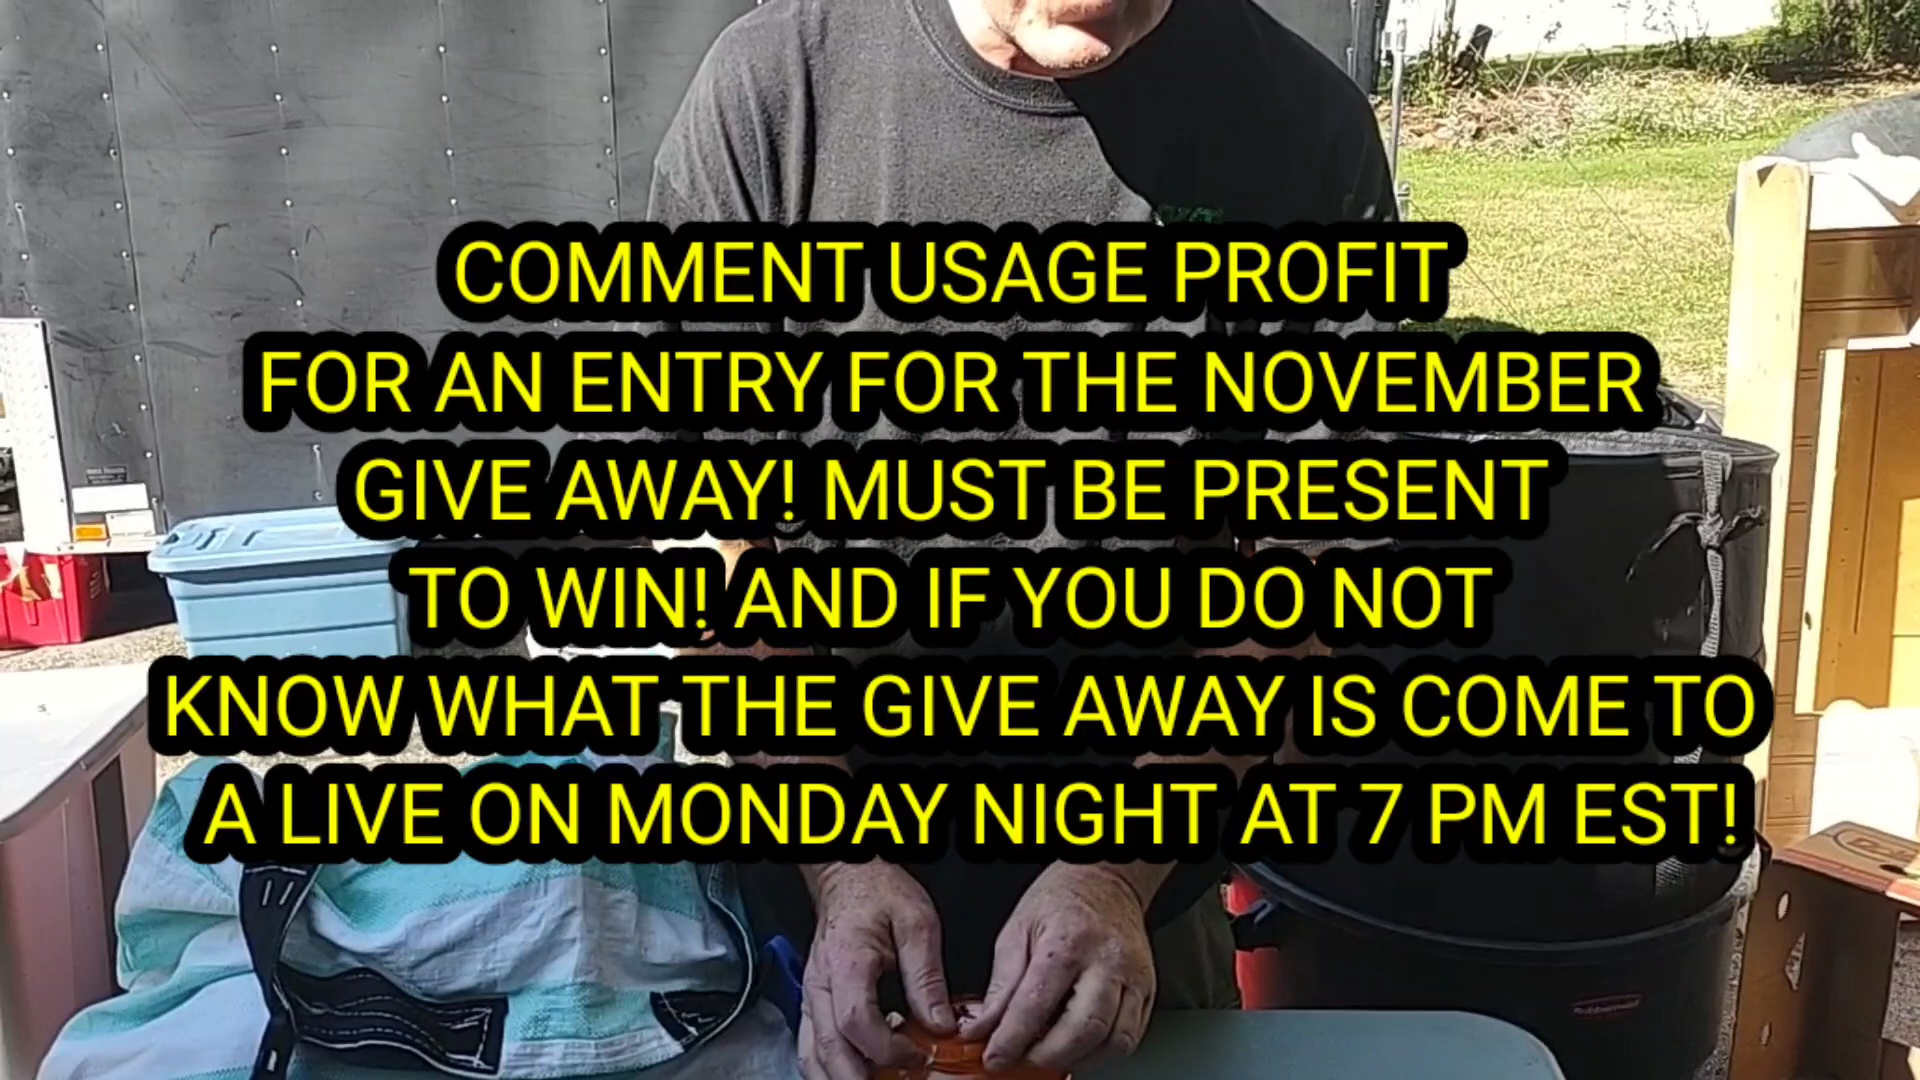 COMMENT USAGE PROFIT
FOR AN ENTRY FOR THE NOVEMBER
GIVE AWAY! MUST BE PRESENT
TO WIN! AND IF YOU DO NOT
KNOW WHAT THE GIVE AWAY IS COME TO
A LIVE ON MONDAY NIGHT AT 7 PM EST!
Rubbermaid